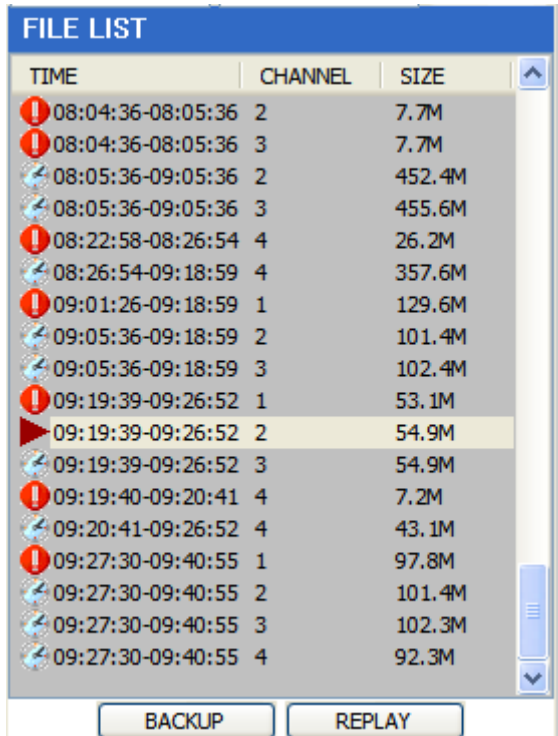 FILE LIST
TIME CHANNEL SIZE
08:04:36-08:05:36 2 7.7M
08:04:36-08:05:36 3 7.7M
08:05:36-09:05:36 2 452.4M
08:05:36-09:05:36 3 455.6M
08:22:58-08:26:54 4 26.2M
08:26:54-09:18:59 4 357.6M
09:01:26-09:18:59 1 129.6M
09:05:36-09:18:59 2 101.4M
09:05:36-09:18:59 3 102.4M
09:19:39-09:26:52 1 53.1M
09:19:39-09:26:52 2 54.9M
09:19:39-09:26:52 3 54.9M
09:19:40-09:20:41 4 7.2M
09:20:41-09:26:52 4 43.1M
09:27:30-09:40:55 1 97.8M
09:27:30-09:40:55 2 101.4M
09:27:30-09:40:55 3 102.3M
09:27:30-09:40:55 4 92.3M
BACKUP REPLAY